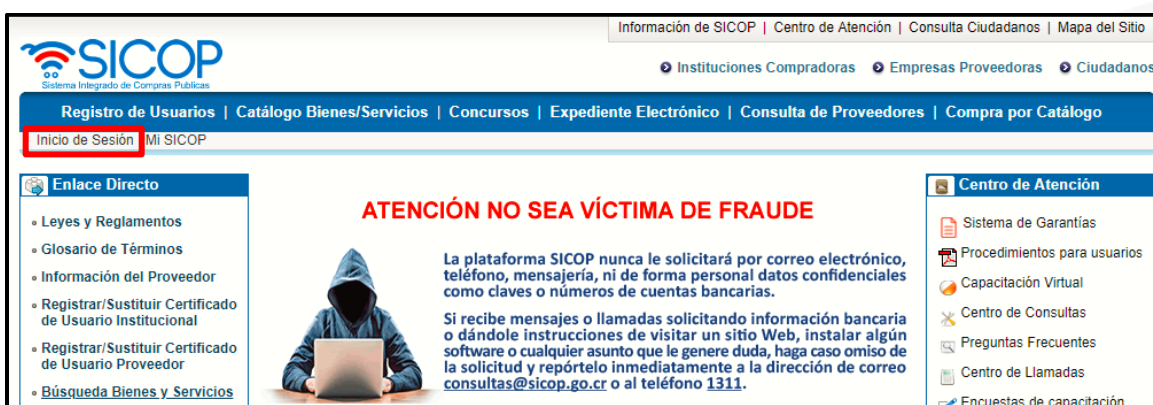 Información de SICOP | Centro de Atención | Consulta Ciudadanos | Mapa del Sitio
SICOP
Sistema Integrado de Compras Públicas
Instituciones Compradoras Empresas Proveedoras Ciudadanos
Registro de Usuarios | Catálogo Bienes/Servicios | Concursos | Expediente Electrónico | Consulta de Proveedores | Compra por Catálogo
Inicio de Sesión Mi SICOP
Enlace Directo
Leyes y Reglamentos
Glosario de Términos
Información del Proveedor
Registrar/Sustituir Certificado
de Usuario Institucional
Registrar/Sustituir Certificado
de Usuario Proveedor
Búsqueda Bienes y Servicios
ATENCIÓN NO SEA VÍCTIMA DE FRAUDE
La plataforma SICOP nunca le solicitará por correo electrónico,
teléfono, mensajería, ni de forma personal datos confidenciales
como claves o números de cuentas bancarias.
Si recibe mensajes o llamadas solicitando información bancaria
o dándole instrucciones de visitar un sitio Web, instalar algún
software o cualquier asunto que le genere duda, haga caso omiso de
la solicitud y repórtelo inmediatamente a la dirección de correo
consultas@sicop.go.cr o al teléfono 1311.
Centro de Atención
Sistema de Garantías
Procedimientos para usuarios
Capacitación Virtual
Centro de Consultas
Preguntas Frecuentes
Centro de Llamadas
Encuestas de capacitación